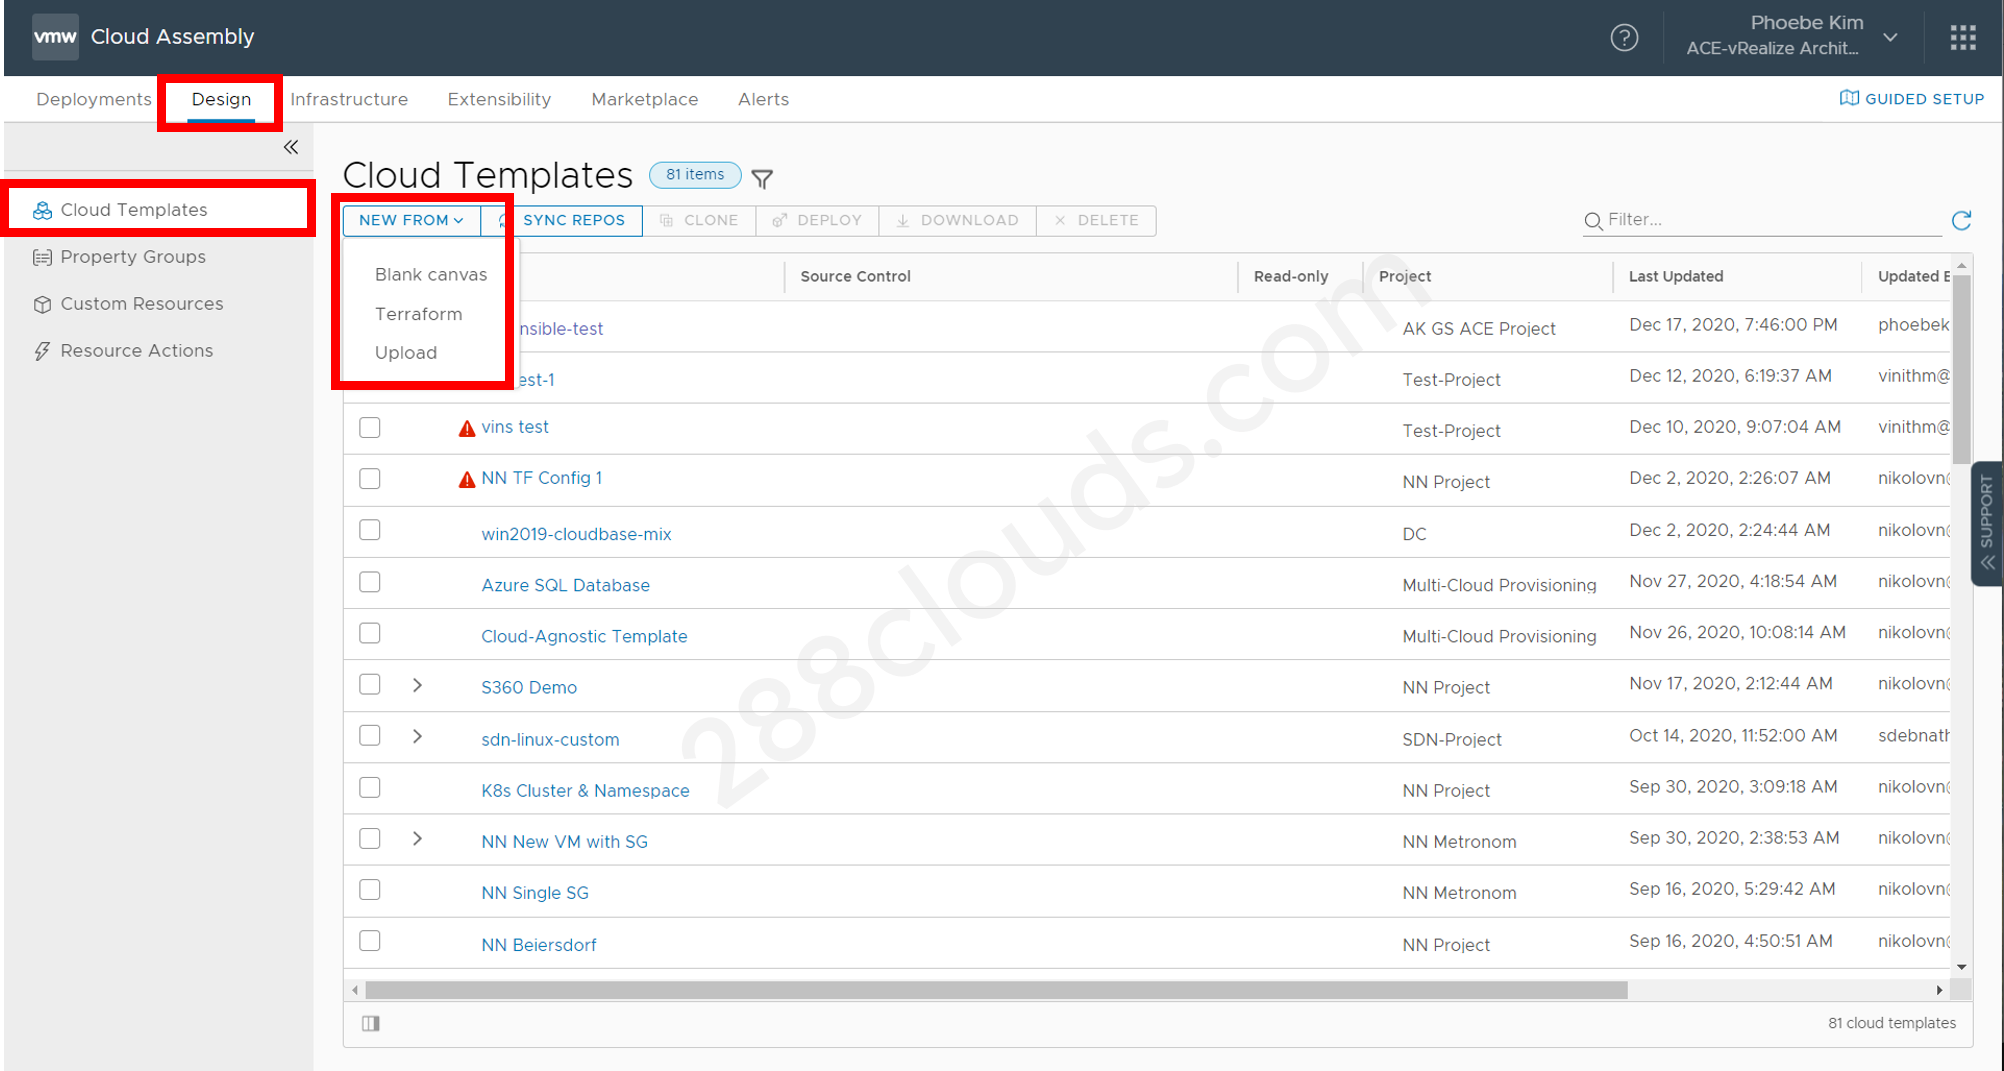 vmw Cloud Assembly
Phoebe Kim
ACE-vRealize Archit...
Deployments Design Infrastructure Extensibility Marketplace Alerts
GUIDED SETUP
Cloud Templates
Property Groups
Custom Resources
Resource Actions
Cloud Templates 81 items
NEW FROM SYNC REPOS CLONE DEPLOY DOWNLOAD DELETE
Filter...
Blank canvas
Terraform
Upload
Source Control Read-only Project Last Updated Updated
nsible-test AK GS ACE Project Dec 17, 2020, 7:46:00 PM phoebek
est-1 Test-Project Dec 12, 2020, 6:19:37 AM vinithm@
vins test Test-Project Dec 10, 2020, 9:07:04 AM vinithm@
NN TF Config 1 NN Project Dec 2, 2020, 2:26:07 AM nikolovn@
win2019-cloudbase-mix DC Dec 2, 2020, 2:24:44 AM nikolovn@
Azure SQL Database Multi-Cloud Provisioning Nov 27, 2020, 4:18:54 AM nikolovn@
Cloud-Agnostic Template Multi-Cloud Provisioning Nov 26, 2020, 10:08:14 AM nikolovn@
S360 Demo NN Project Nov 17, 2020, 2:12:44 AM nikolovn@
sdn-linux-custom SDN-Project Oct 14, 2020, 11:52:00 AM sdebnath
K8s Cluster & Namespace NN Project Sep 30, 2020, 3:09:18 AM nikolovn@
NN New VM with SG NN Metronom Sep 30, 2020, 2:38:53 AM nikolovn@
NN Single SG NN Metronom Sep 16, 2020, 5:29:42 AM nikolovn@
NN Beiersdorf NN Project Sep 16, 2020, 4:50:51 AM nikolovn@
81 cloud templates
SUPPORT
288clouds.com